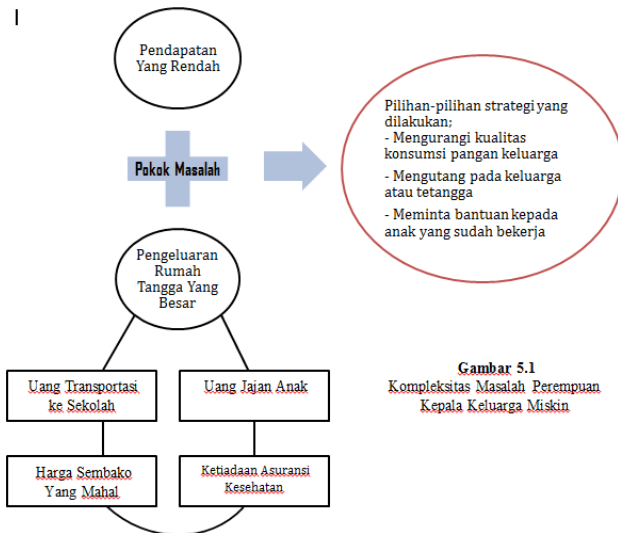 Pendapatan
Yang Rendah
Pokok Masalah
Pilihan-pilihan strategi yang
dilakukan;
- Mengurangi kualitas
konsumsi pangan keluarga
- Mengutang pada keluarga
atau tetangga
- Meminta bantuan kepada
anak yang sudah bekerja
Pengeluaran
Rumah
Tangga Yang
Besar
Uang Transportasi
ke Sekolah
Uang Jajan Anak
Harga Sembako
Yang Mahal
Ketiadaan Asuransi
Kesehatan
Gambar 5.1
Kompleksitas Masalah Perempuan
Kepala Keluarga Miskin